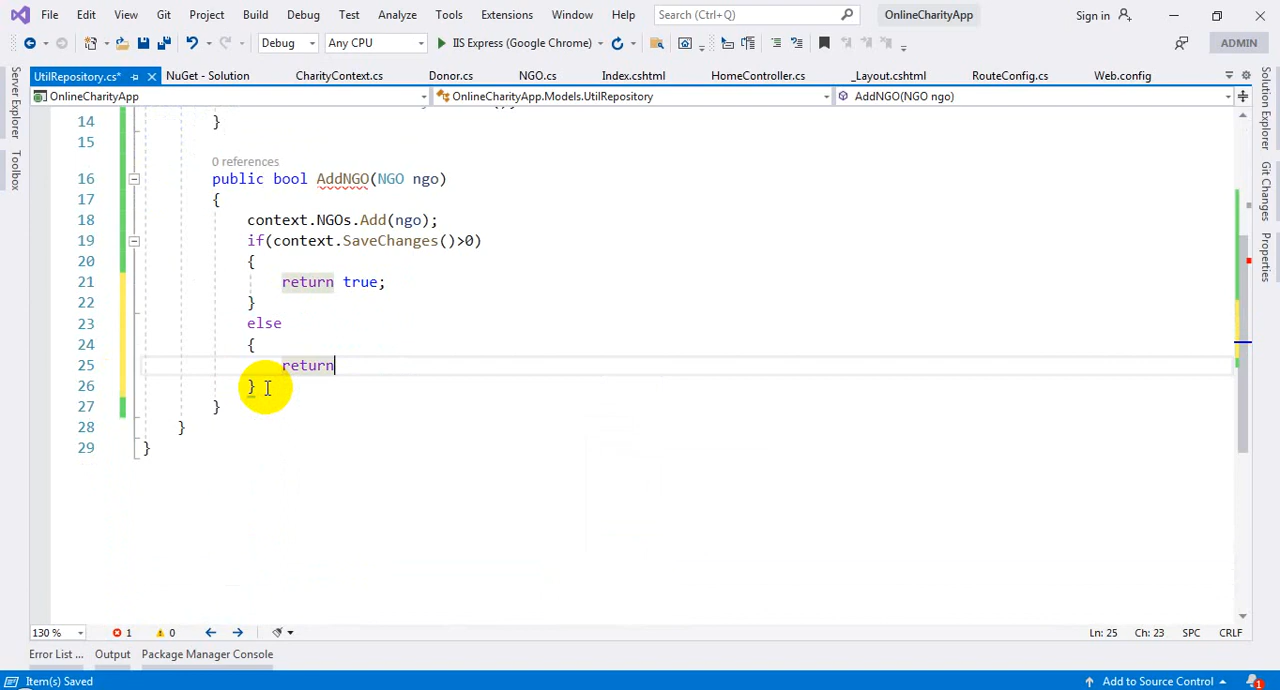 File Edit View Git Project Build Debug Test Analyze Tools Extensions Window Help Search (Ctrl+Q) OnlineCharityApp Sign in
Debug Any CPU IIS Express (Google Chrome) ADMIN
UtilRepository.cs* NuGet - Solution CharityContext.cs Donor.cs NGO.cs Index.cshtml HomeController.cs _Layout.cshtml RouteConfig.cs Web.config
OnlineCharityApp OnlineCharityApp.Models.UtilRepository AddNGO(NGO ngo)
Server Explorer
Toolbox
14 }
15
0 references
16 public bool AddNGO(NGO ngo)
17 {
18 context.NGOs.Add(ngo);
19 if(context.SaveChanges()>0)
20 {
21 return true;
22 }
23 else
24 {
25 return
26 }
27 }
28 }
29 }
Solution Explorer
Git Changes
Properties
130 % 1 0 Ln: 25 Ch: 23 SPC CRLF
Error List ... Output Package Manager Console
Item(s) Saved Add to Source Control 1